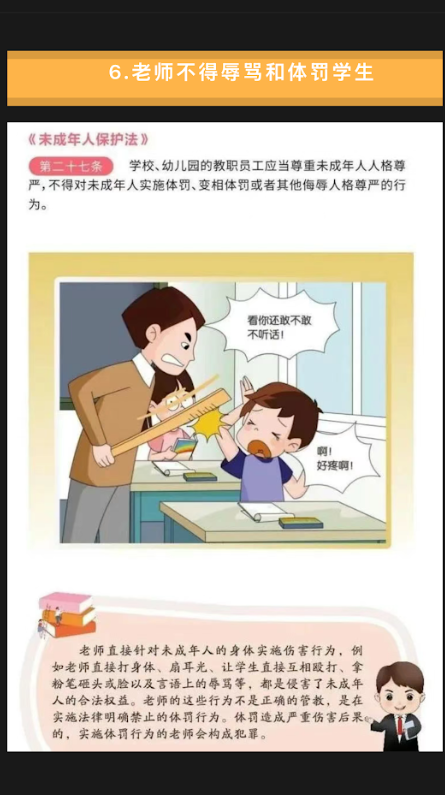 6.老师不得辱骂和体罚学生
《未成年人保护法》
第二十七条 学校、幼儿园的教职员工应当尊重未成年人人格尊
严，不得对未成年人实施体罚、变相体罚或者其他侮辱人格尊严的行
为。
看你还敢不敢
不听话！
啊！
好疼啊！
老师直接针对未成年人的身体实施伤害行为，例
如老师直接打身体、扇耳光、让学生直接互相殴打、拿
粉笔砸头或脸以及言语上的辱骂等，都是侵害了未成年
人的合法权益。老师的这些行为不是正确的管教，是在
实施法律明确禁止的体罚行为。体罚造成严重伤害后果
的，实施体罚行为的老师会构成犯罪。